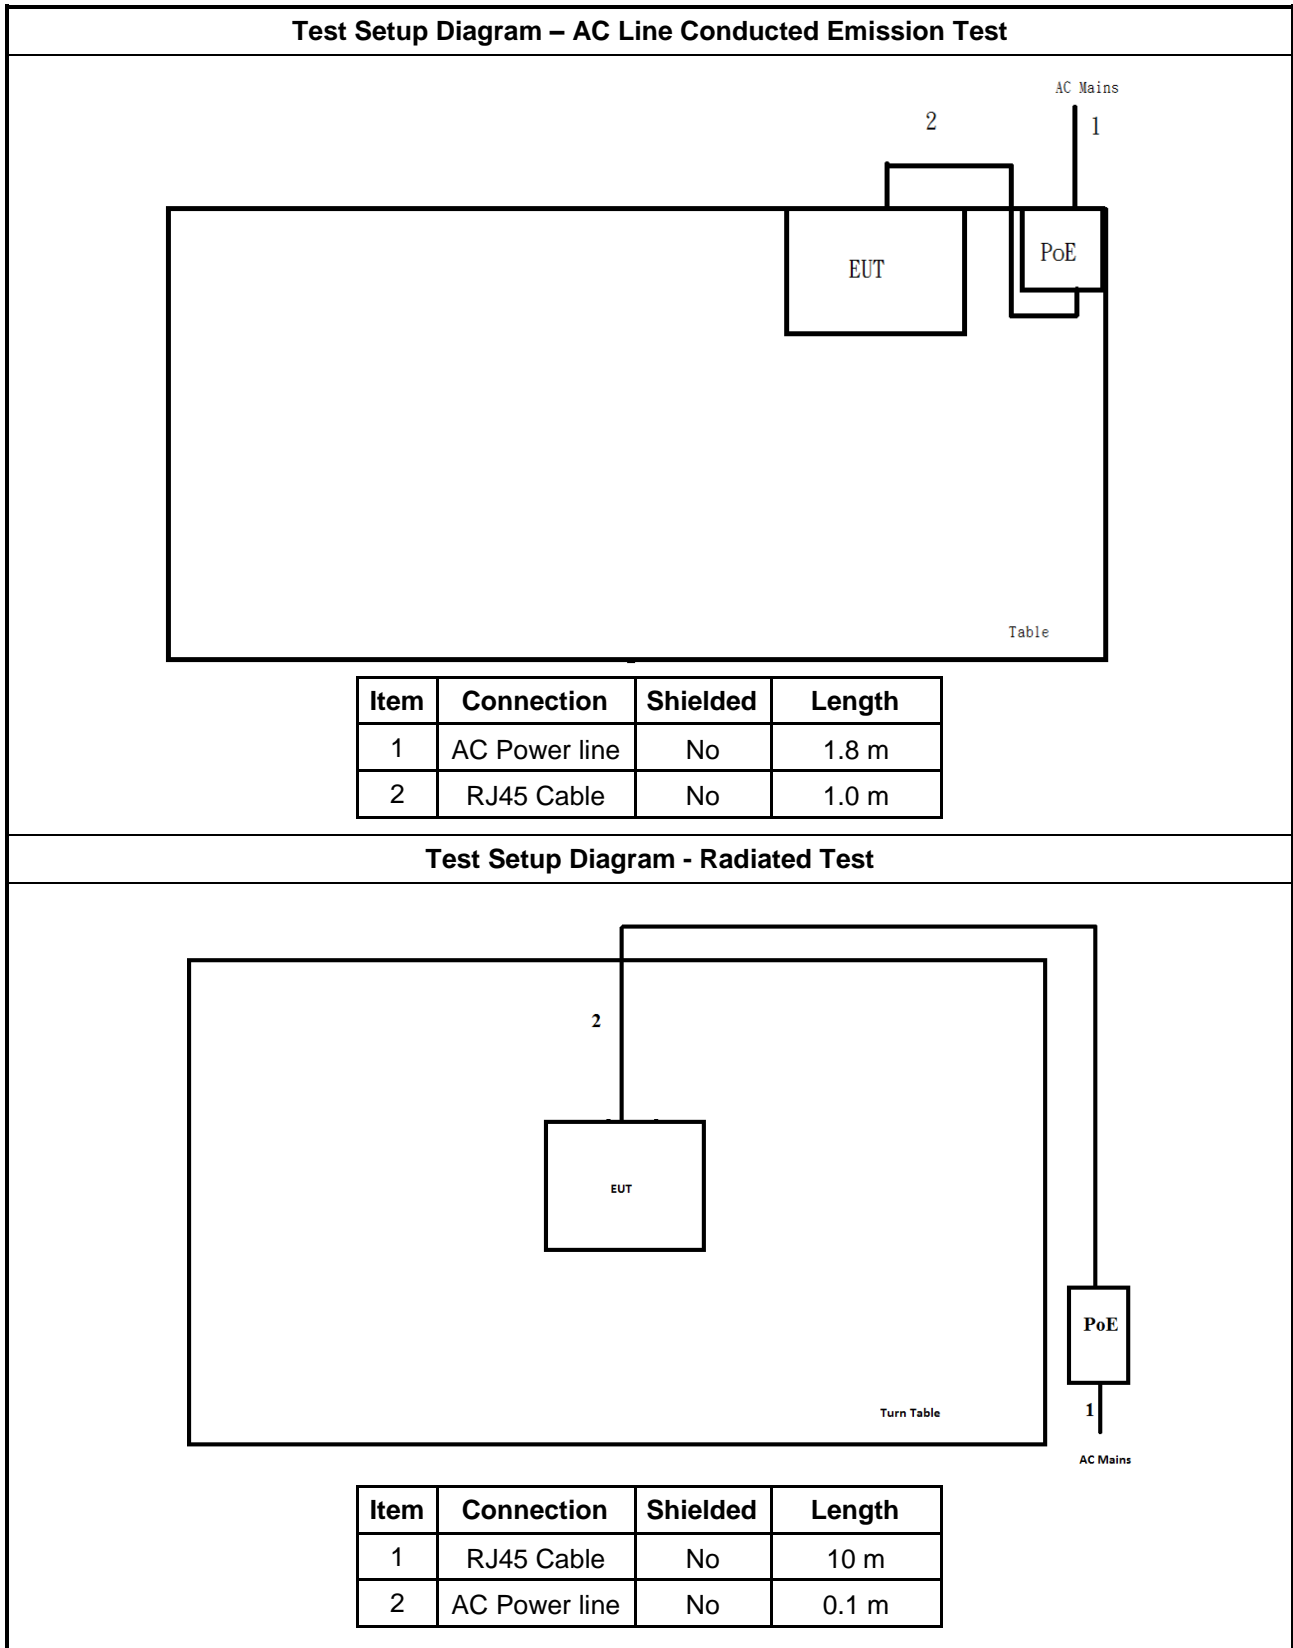 Test Setup Diagram – AC Line Conducted Emission Test
AC Mains
2
1
EUT
PoE
Table
Item Connection Shielded Length
1 AC Power line No 1.8 m
2 RJ45 Cable No 1.0 m
Test Setup Diagram - Radiated Test
2
EUT
PoE
Turn Table
1
AC Mains
Item Connection Shielded Length
1 RJ45 Cable No 10 m
2 AC Power line No 0.1 m